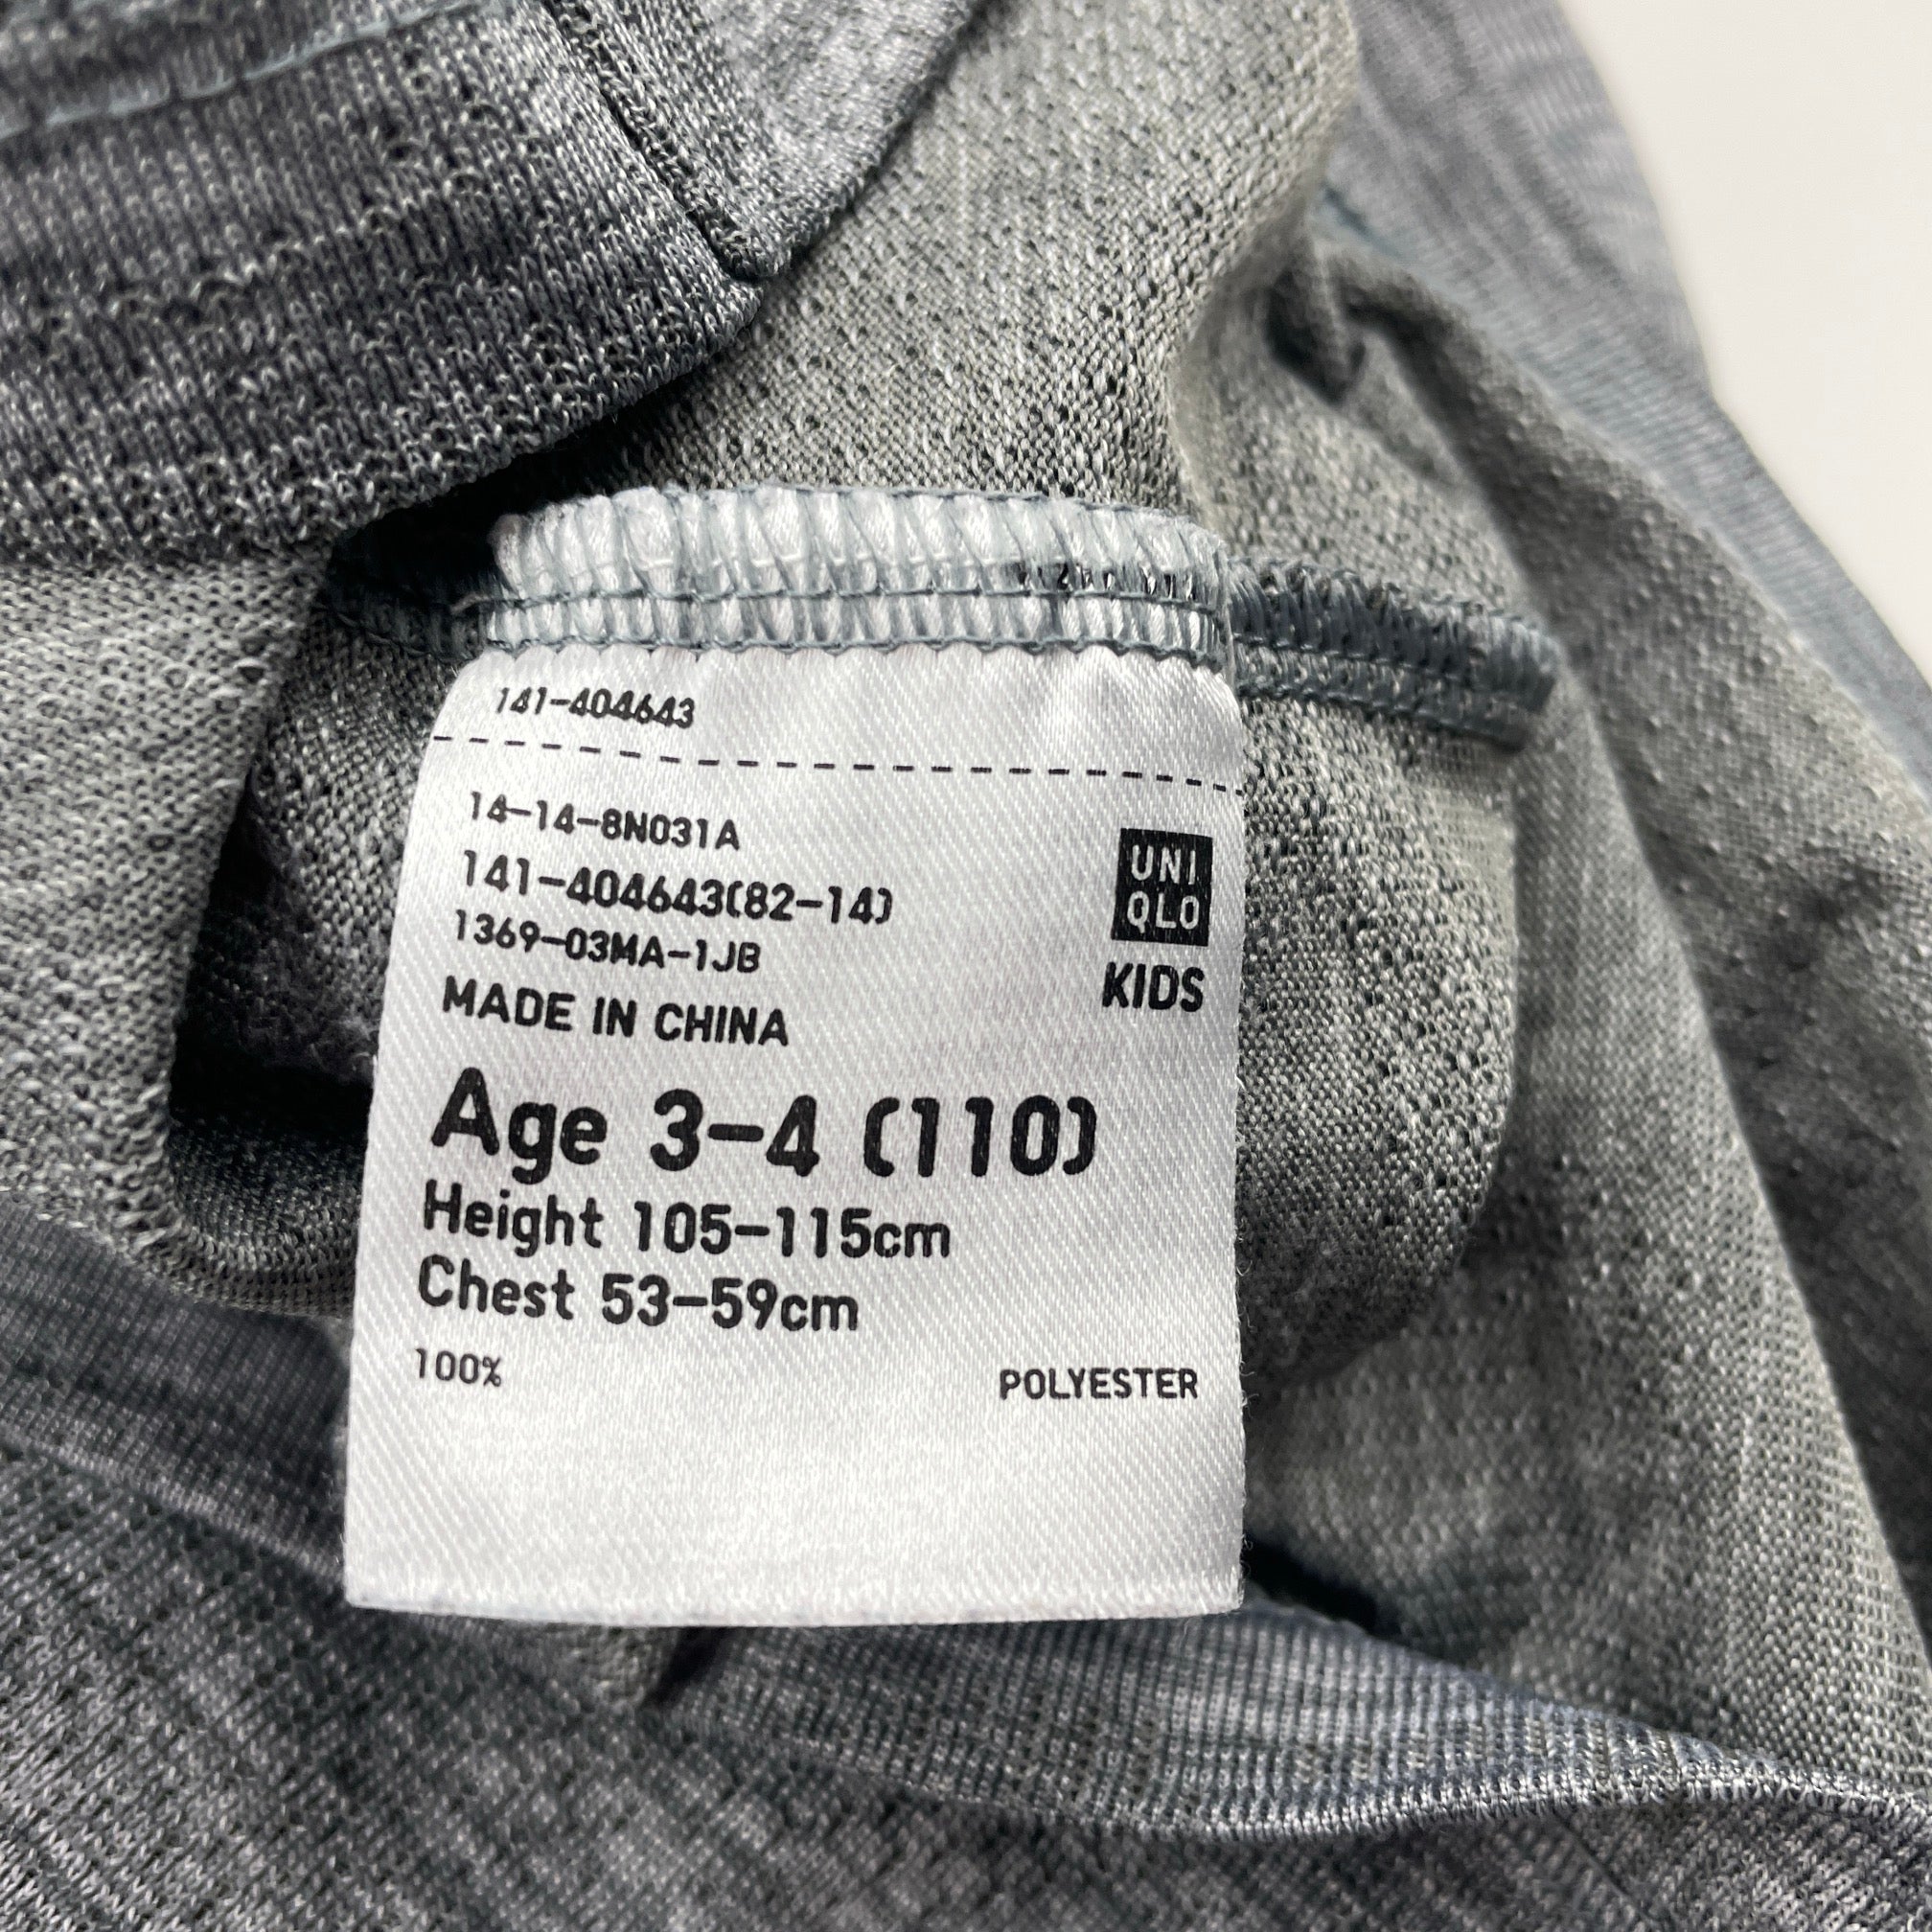 141-404643
14-14-8N031A
141-404643(82-14)
1369-03MA-1JB
MADE IN CHINA
UNI
QLO
KIDS
Age 3-4 (110)
Height 105-115cm
Chest 53-59cm
100% POLYESTER